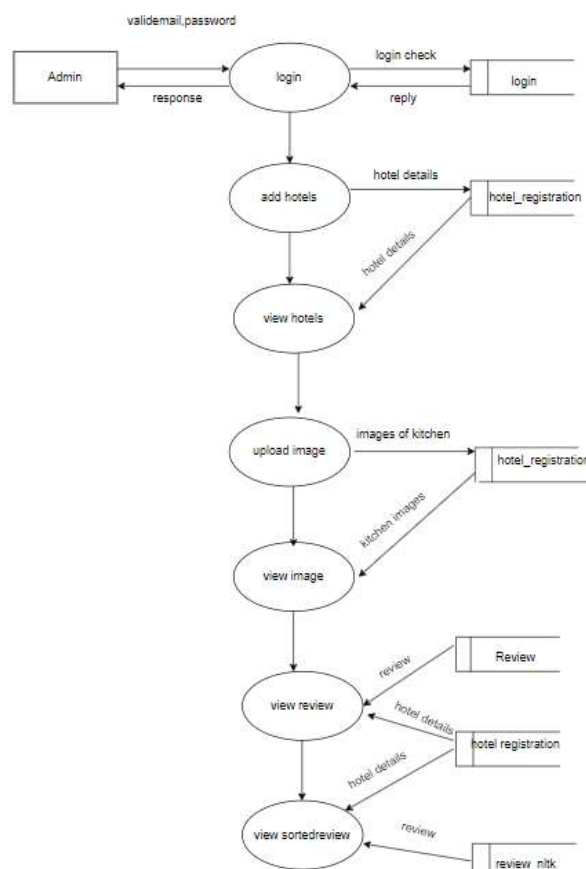 validemail,password
login check
Admin
login
login
response
reply
hotel details
add hotels
hotel_registration
hotel details
view hotels
images of kitchen
upload image
hotel_registration
kitchen images
view image
review
Review
view review
hotel details
hotel registration
hotel details
view sortedreview
review
review_nltk